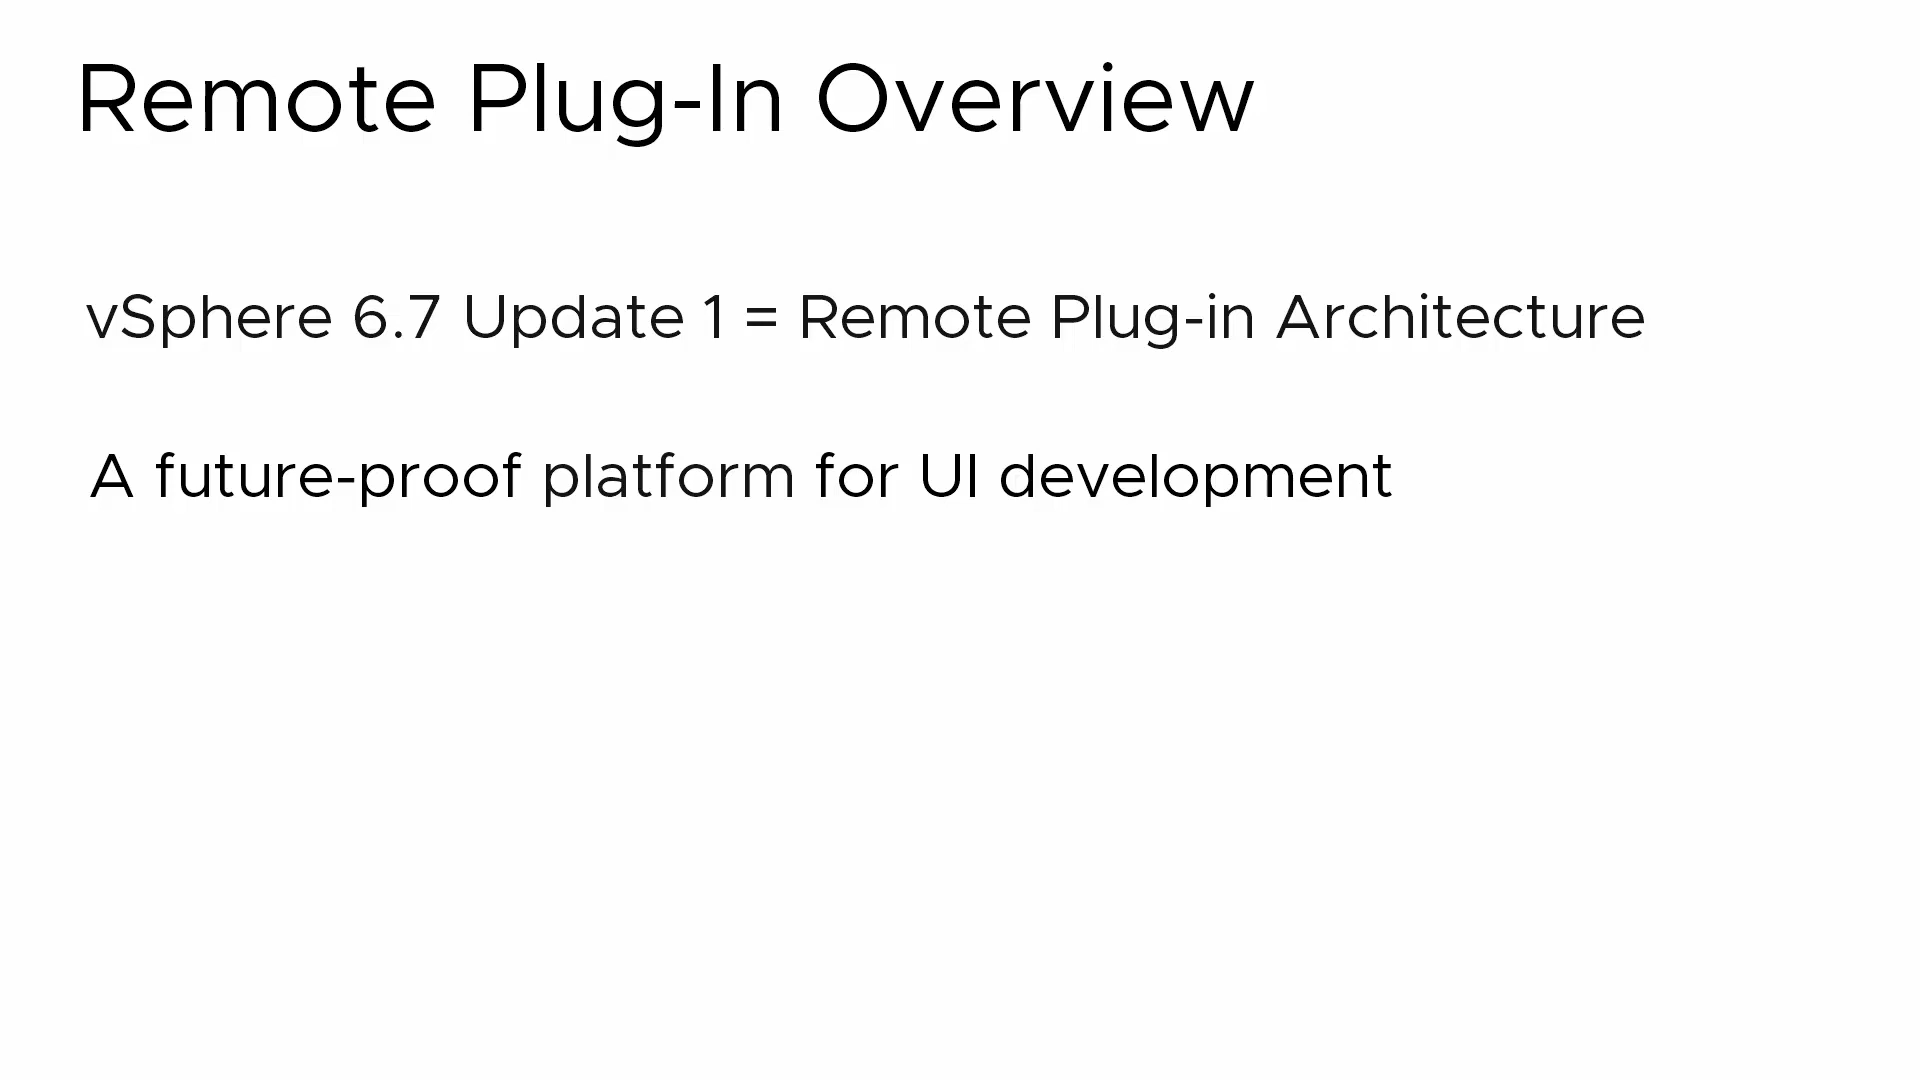 Remote Plug-In Overview
vSphere 6.7 Update 1 = Remote Plug-in Architecture
A future-proof platform for UI development